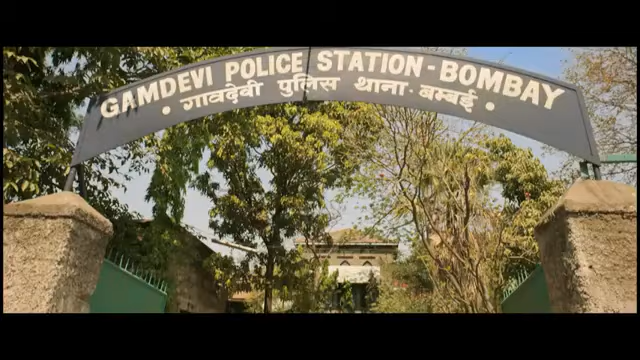 GAMDEVI POLICE STATION - BOMBAY
• गावदेवी पुलिस थाना - बम्बई •